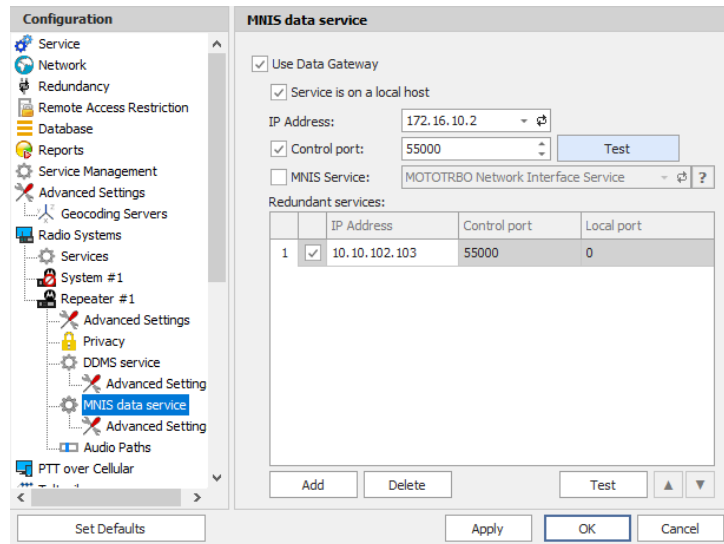 Configuration
Service
Network
Redundancy
Remote Access Restriction
Database
Reports
Service Management
Advanced Settings
Geocoding Servers
Radio Systems
Services
System #1
Repeater #1
Advanced Settings
Privacy
DDMS service
Advanced Setting
MNIS data service
Advanced Setting
Audio Paths
PTT over Cellular
Set Defaults
MNIS data service
Use Data Gateway
Service is on a local host
IP Address: 172.16.10.2
Control port: 55000 Test
MNIS Service: MOTOTRBO Network Interface Service ?
Redundant services:
IP Address Control port Local port
1 10.10.102.103 55000 0
Add Delete Test
Apply OK Cancel